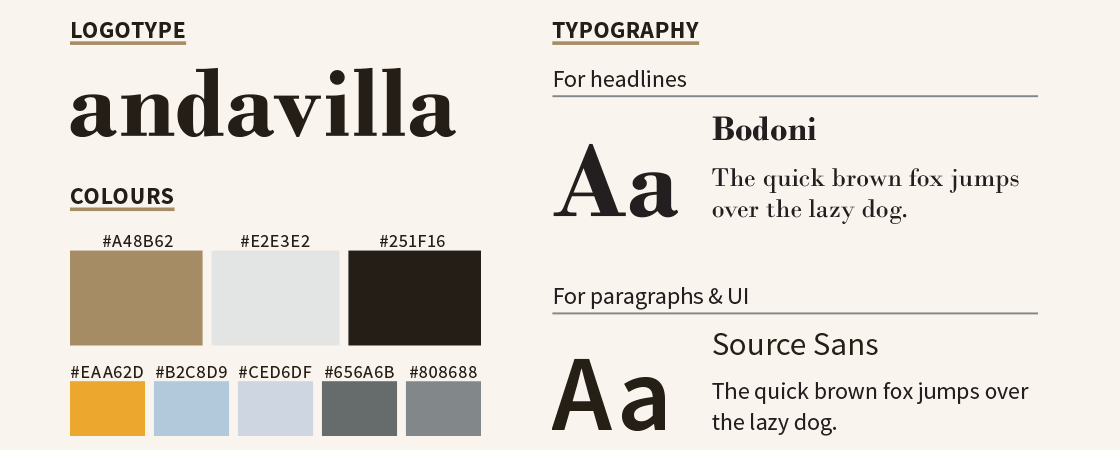 LOGOTYPE
andavilla
COLOURS
#A48B62 #E2E3E2 #251F16
#EAA62D #B2C8D9 #CED6DF #656A6B #808688
TYPOGRAPHY
For headlines
Aa
Bodoni
The quick brown fox jumps
over the lazy dog.
For paragraphs & UI
Aa
Source Sans
The quick brown fox jumps over
the lazy dog.